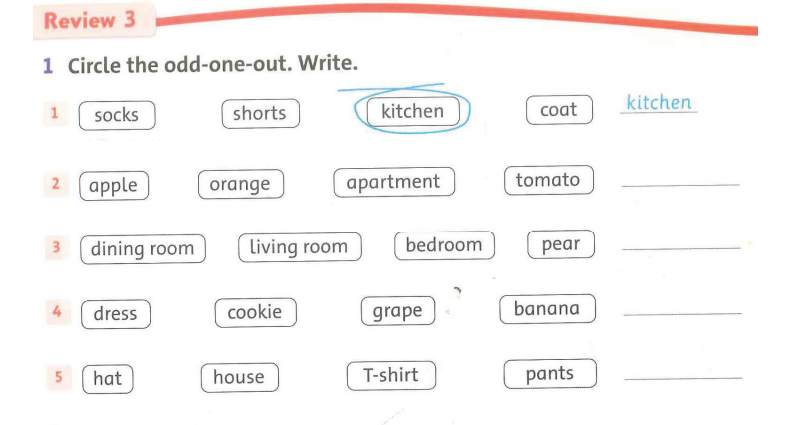 Review 3
1 Circle the odd-one-out. Write.
1 socks shorts kitchen coat kitchen
2 apple orange apartment tomato
3 dining room living room bedroom pear
4 dress cookie grape banana
5 hat house T-shirt pants